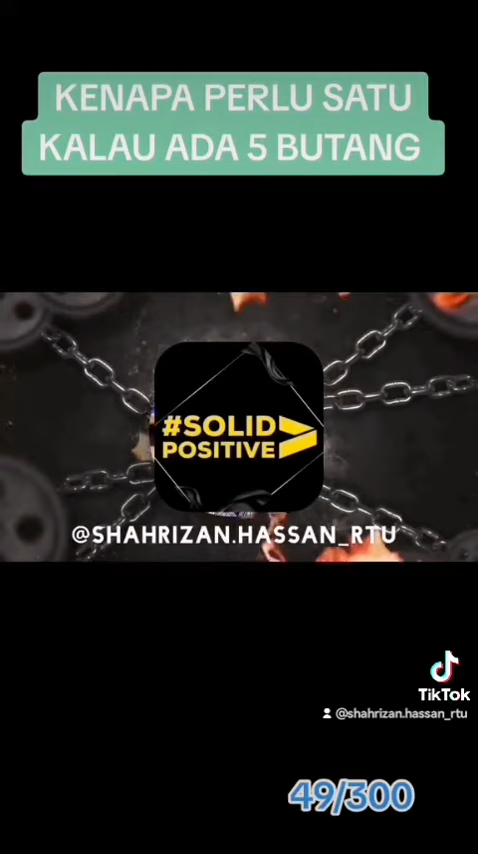 KENAPA PERLU SATU
KALAU ADA 5 BUTANG
#SOLID
POSITIVE
@SHAHRIZAN.HASSAN_RTU
TikTok
@shahrizan.hassan_rtu
49/300